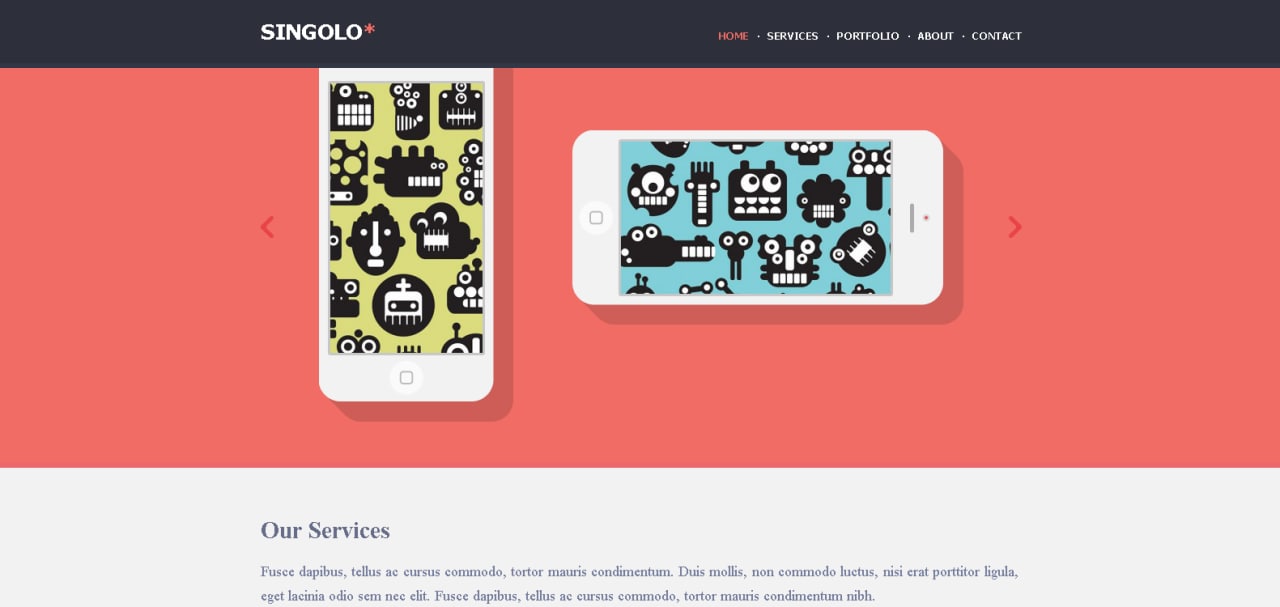 SINGOLO*
HOME · SERVICES · PORTFOLIO · ABOUT · CONTACT
Our Services
Fusce dapibus, tellus ac cursus commodo, tortor mauris condimentum. Duis mollis, non commodo luctus, nisi erat porttitor ligula,
eget lacinia odio sem nec elit. Fusce dapibus, tellus ac cursus commodo, tortor mauris condimentum nibh.